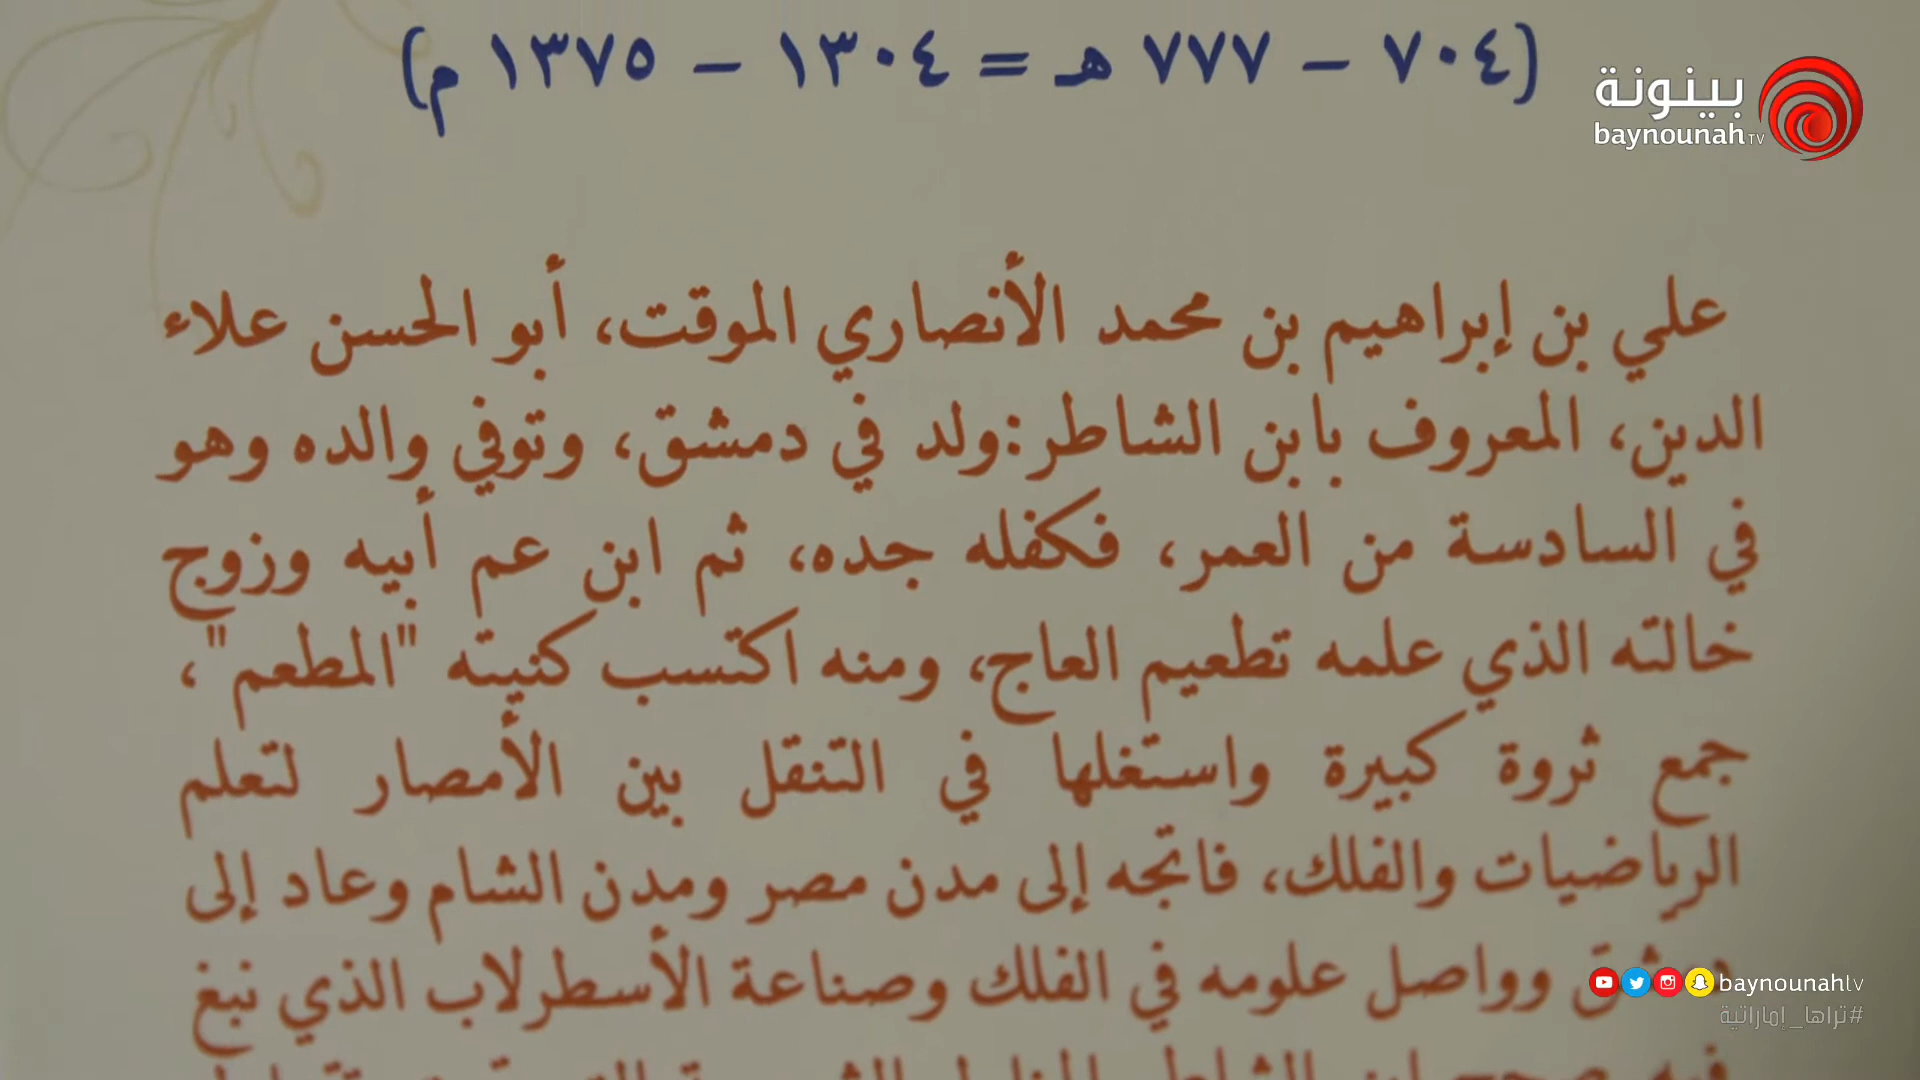 (٧٠٤ – ٧٧٧ هـ = ١٣٠٤ – ١٣٧٥ م)
بينونة
baynounah TV
علي بن إبراهيم بن محمد الأنصاري الموقت، أبو الحسن علاء
الدين، المعروف بابن الشاطر:ولد في دمشق، وتوفي والده وهو
في السادسة من العمر، فكفله جده، ثم ابن عم أبيه وزوج
خالته الذي علمه تطعيم العاج، ومنه اكتسب كنيته "المطعم"،
جمع ثروة كبيرة واستغلها في التنقل بين الأمصار لتعلم
الرياضيات والفلك، فاتجه إلى مدن مصر ومدن الشام وعاد إلى
وواصل علومه في الفلك وصناعة الأسطرلاب الذي نبغ
baynounahtv
#تراها_إماراتية